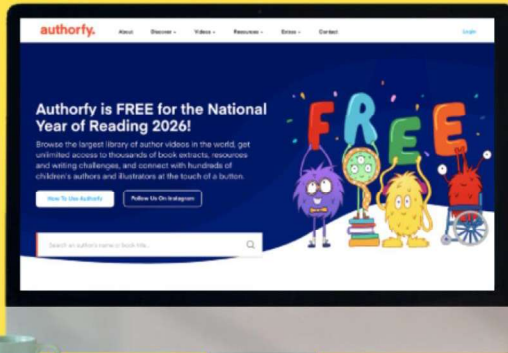 authorfy.
About Discover Videos Resources Extras Contact Login
Authorfy is FREE for the National
Year of Reading 2026!
Browse the largest library of author videos in the world, get
unlimited access to thousands of book extracts, resources
and writing challenges, and connect with hundreds of
children's authors and illustrators at the touch of a button.
How To Use Authorfy Follow Us On Instagram
Search an author's name or book title...
FREE